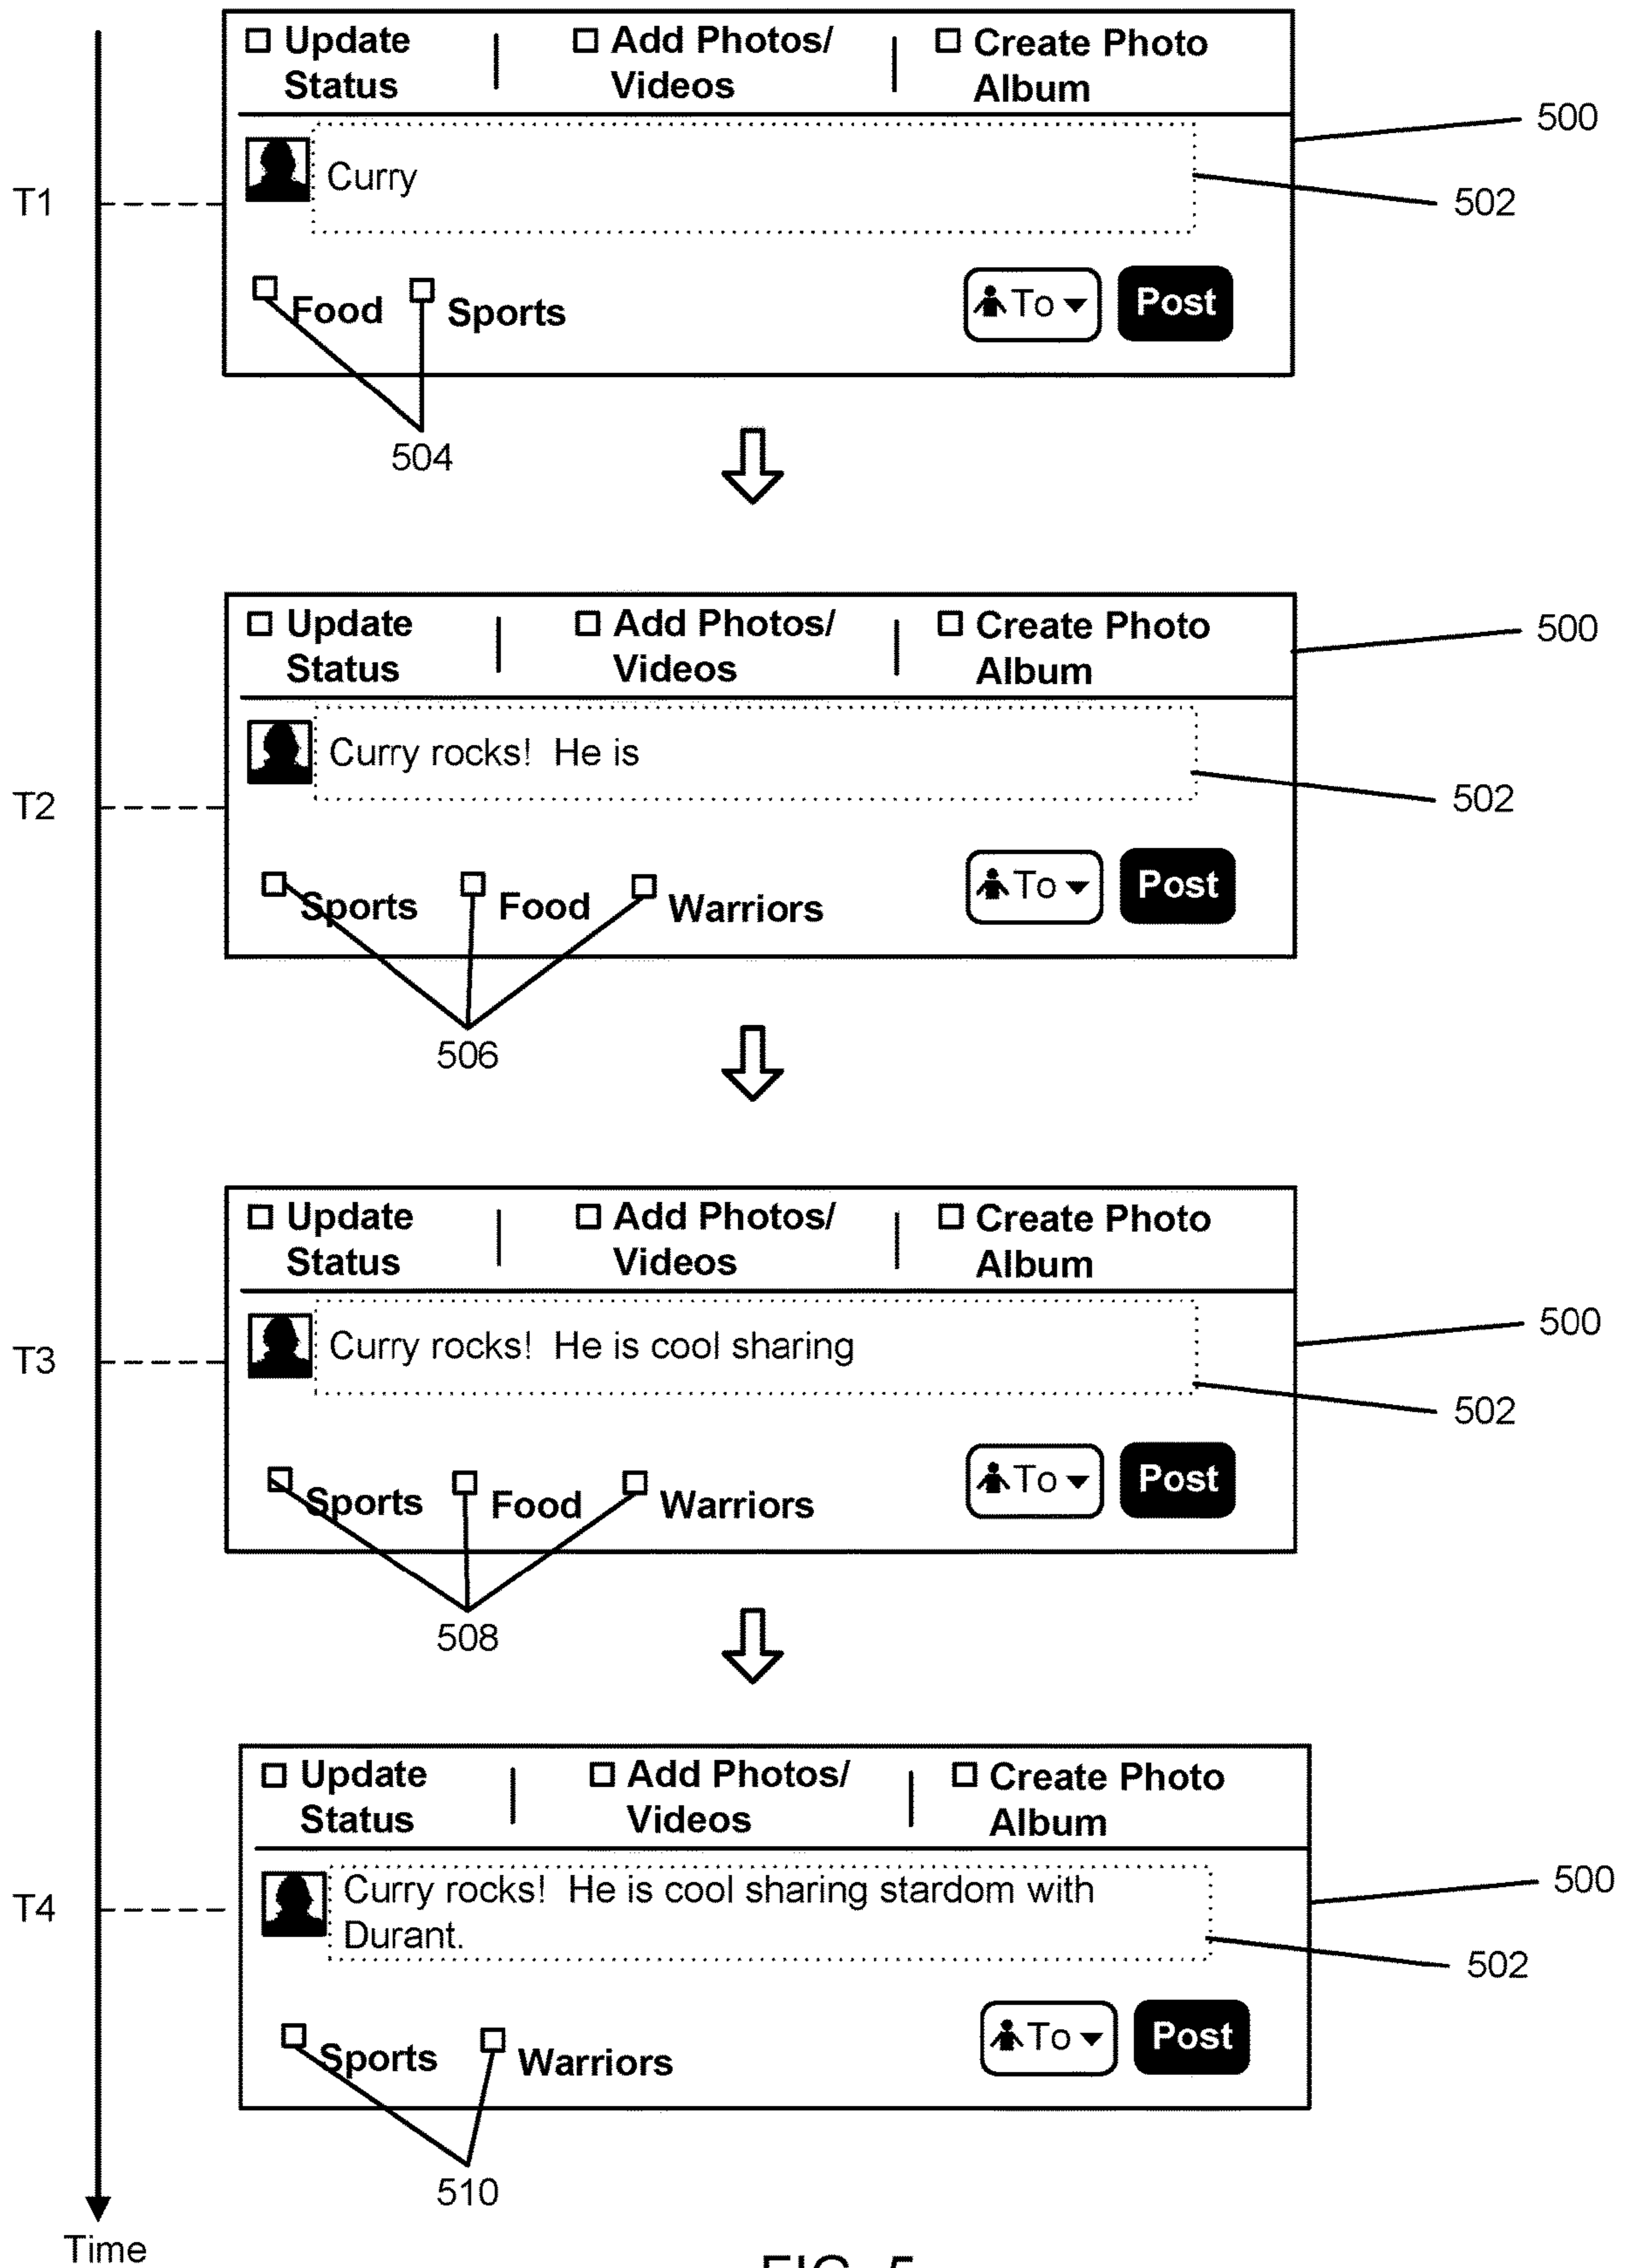 Update Status
Add Photos/ Videos
Create Photo Album
500
Curry
T1
502
Food
Sports
To
Post
504
Update Status
Add Photos/ Videos
Create Photo Album
500
Curry rocks! He is
T2
502
Sports
Food
Warriors
To
Post
506
Update Status
Add Photos/ Videos
Create Photo Album
500
Curry rocks! He is cool sharing
T3
502
Sports
Food
Warriors
To
Post
508
Update Status
Add Photos/ Videos
Create Photo Album
500
Curry rocks! He is cool sharing stardom with
Durant.
T4
502
Sports
Warriors
To
Post
510
Time
FIG. 5